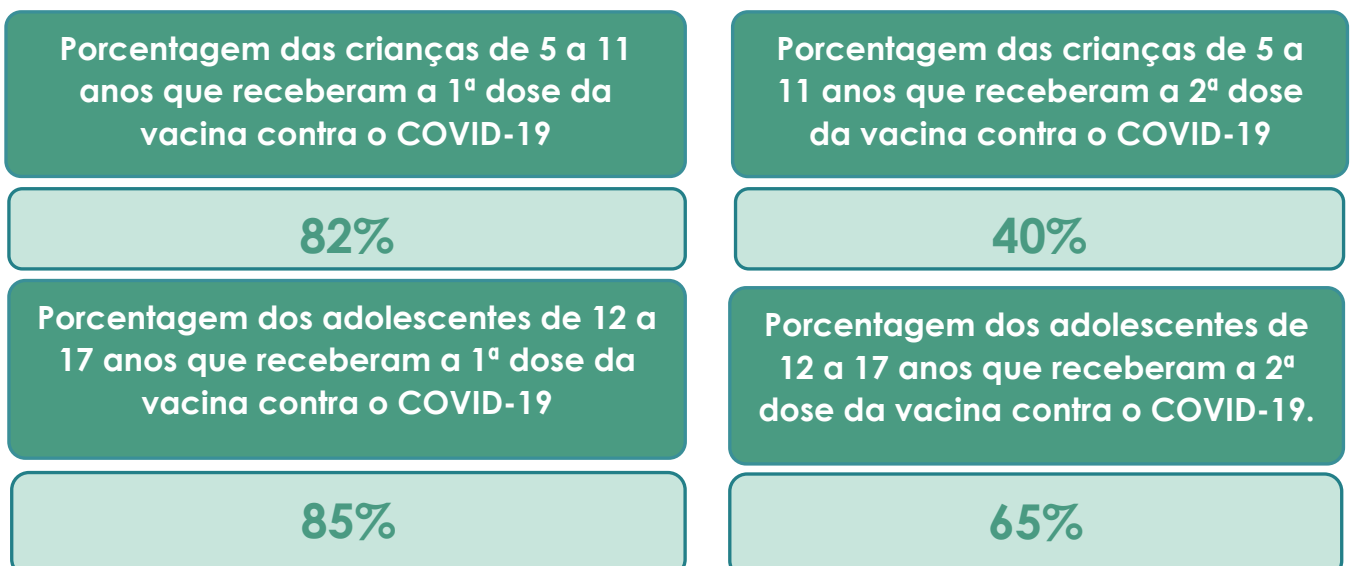 Porcentagem das crianças de 5 a 11
anos que receberam a 1ª dose da
vacina contra o COVID-19
82%
Porcentagem das crianças de 5 a
11 anos que receberam a 2ª dose
da vacina contra o COVID-19
40%
Porcentagem dos adolescentes de 12 a
17 anos que receberam a 1ª dose da
vacina contra o COVID-19
85%
Porcentagem dos adolescentes de
12 a 17 anos que receberam a 2ª
dose da vacina contra o COVID-19.
65%